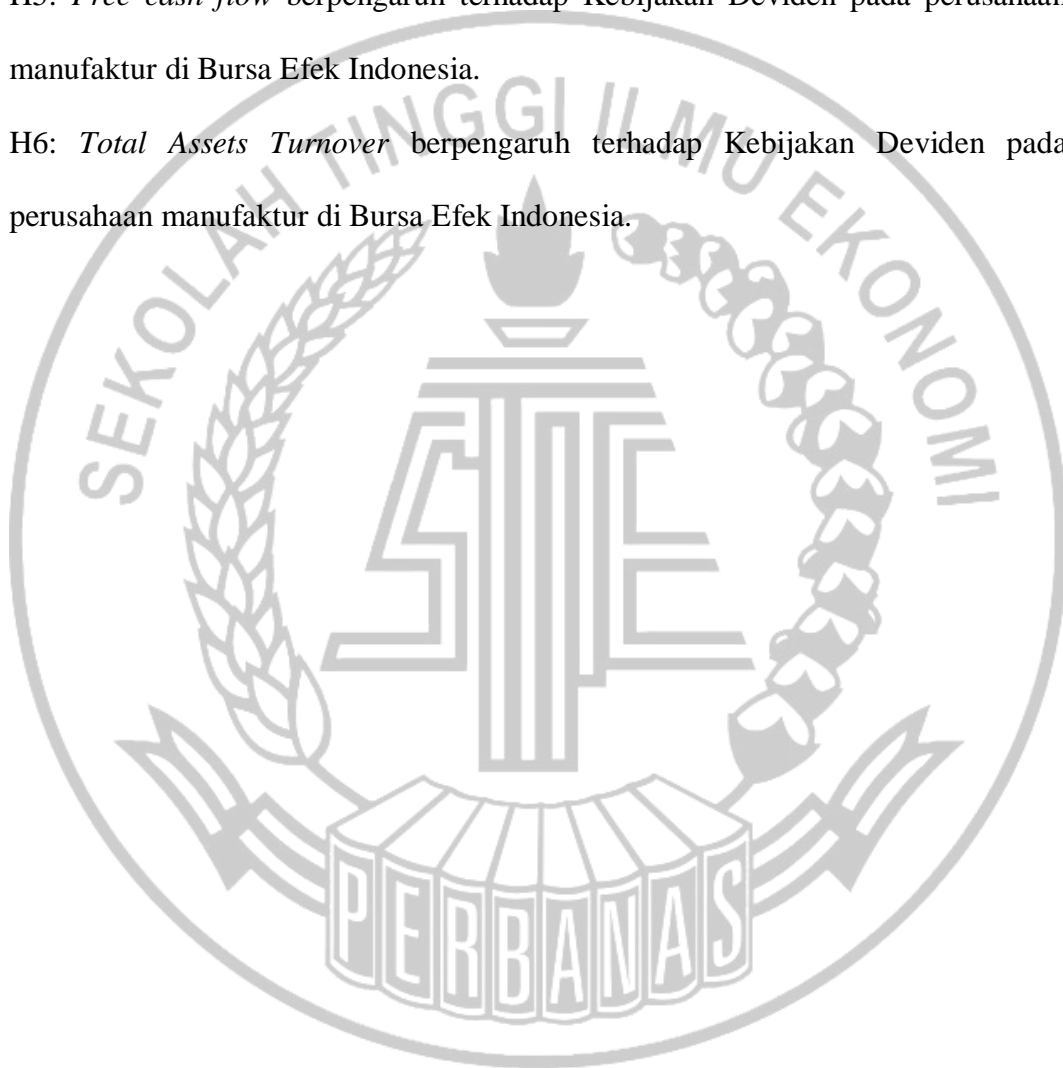 H5: Free cash flow berpengaruh terhadap Kebijakan Deviden pada perusahaan
manufaktur di Bursa Efek Indonesia.
H6: Total Assets Turnover berpengaruh terhadap Kebijakan Deviden pada
perusahaan manufaktur di Bursa Efek Indonesia.
SEKOLAH TINGGI ILMU EKONOMI
STIE
PERBANAS